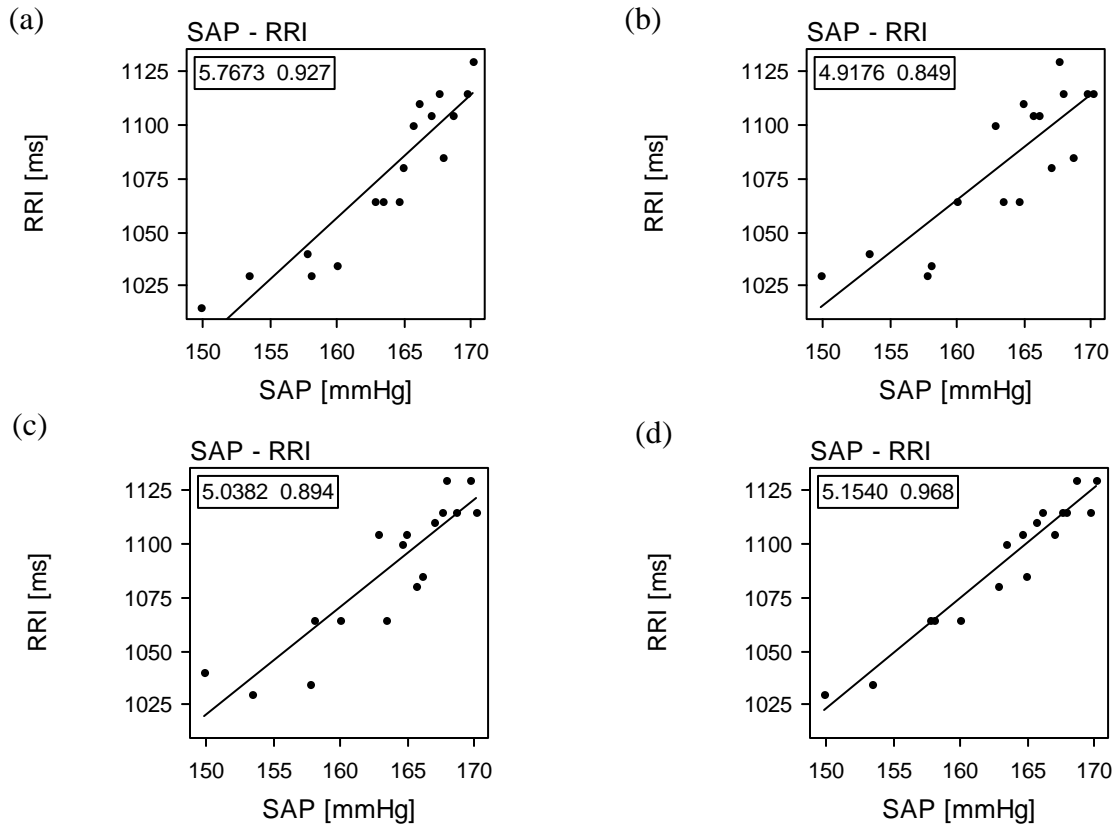 (a)
SAP - RRI
5.7673 0.927
1125
1100
1075
1050
1025
RRI [ms]
150 155 160 165 170
SAP [mmHg]
(b)
SAP - RRI
4.9176 0.849
1125
1100
1075
1050
1025
RRI [ms]
150 155 160 165 170
SAP [mmHg]
(c)
SAP - RRI
5.0382 0.894
1125
1100
1075
1050
1025
RRI [ms]
150 155 160 165 170
SAP [mmHg]
(d)
SAP - RRI
5.1540 0.968
1125
1100
1075
1050
1025
RRI [ms]
150 155 160 165 170
SAP [mmHg]